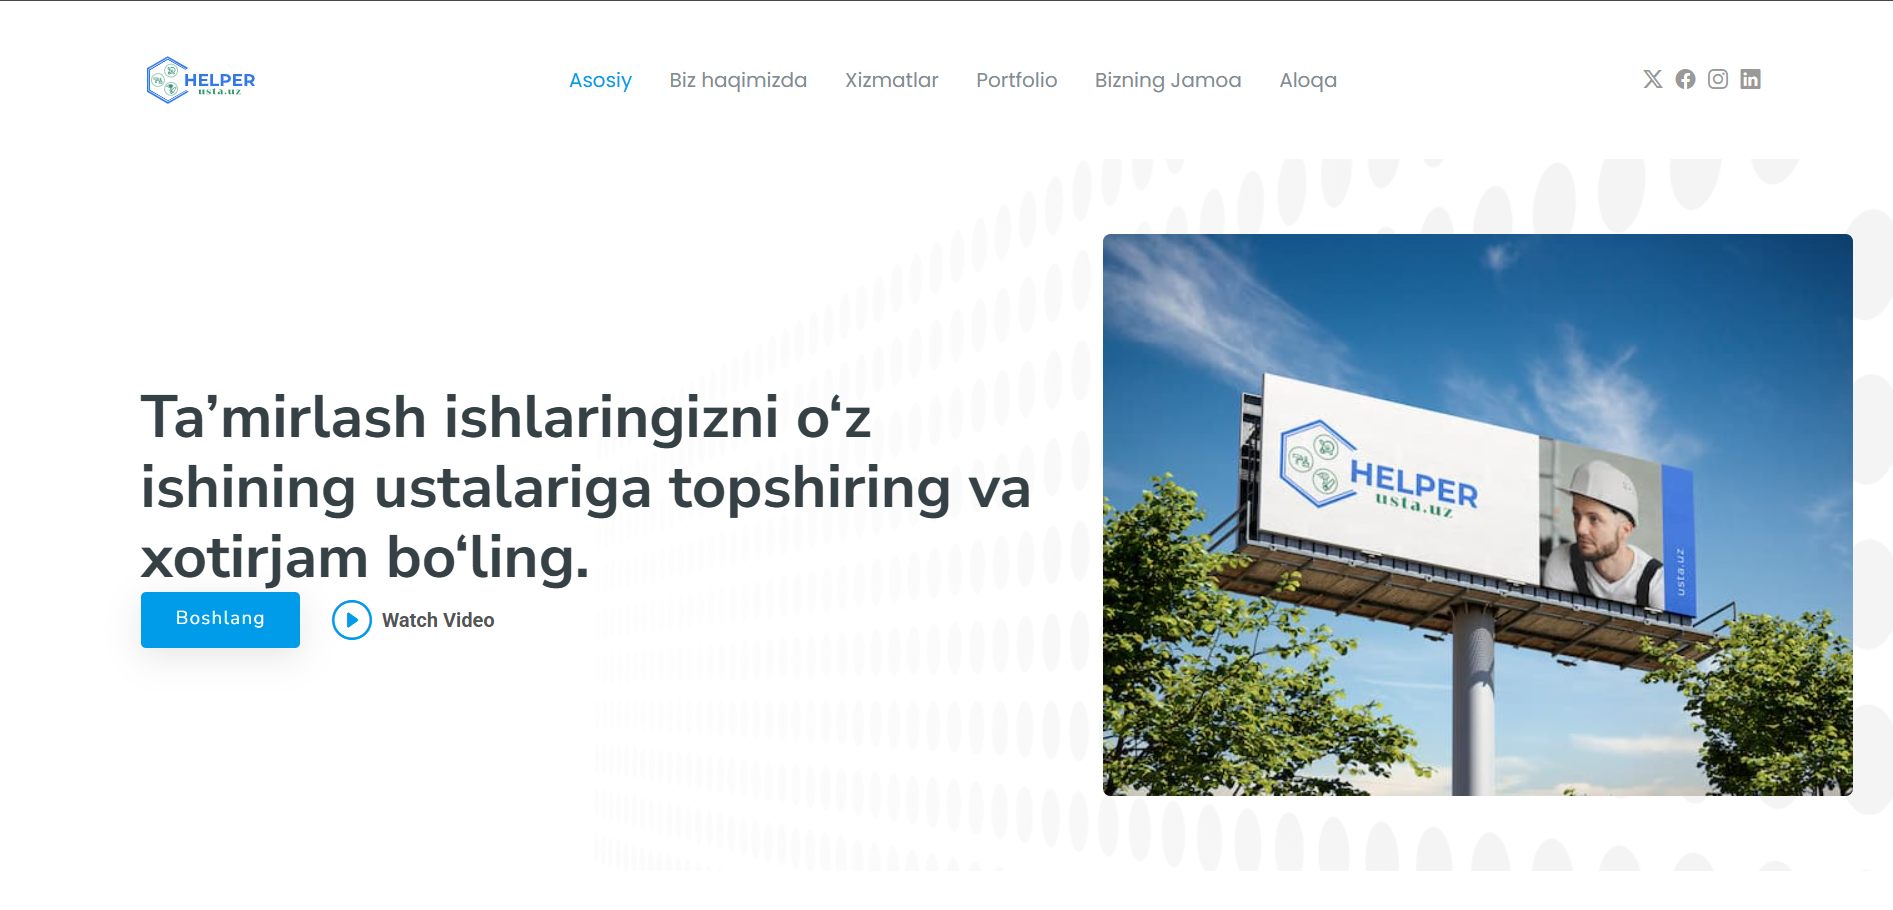 HELPER
usta.uz
Asosiy
Biz haqimizda
Xizmatlar
Portfolio
Bizning Jamoa
Aloqa
Ta’mirlash ishlaringizni o‘z
ishining ustalariga topshiring va
xotirjam bo‘ling.
Boshlang
Watch Video
HELPER
usta.uz
usta.uz